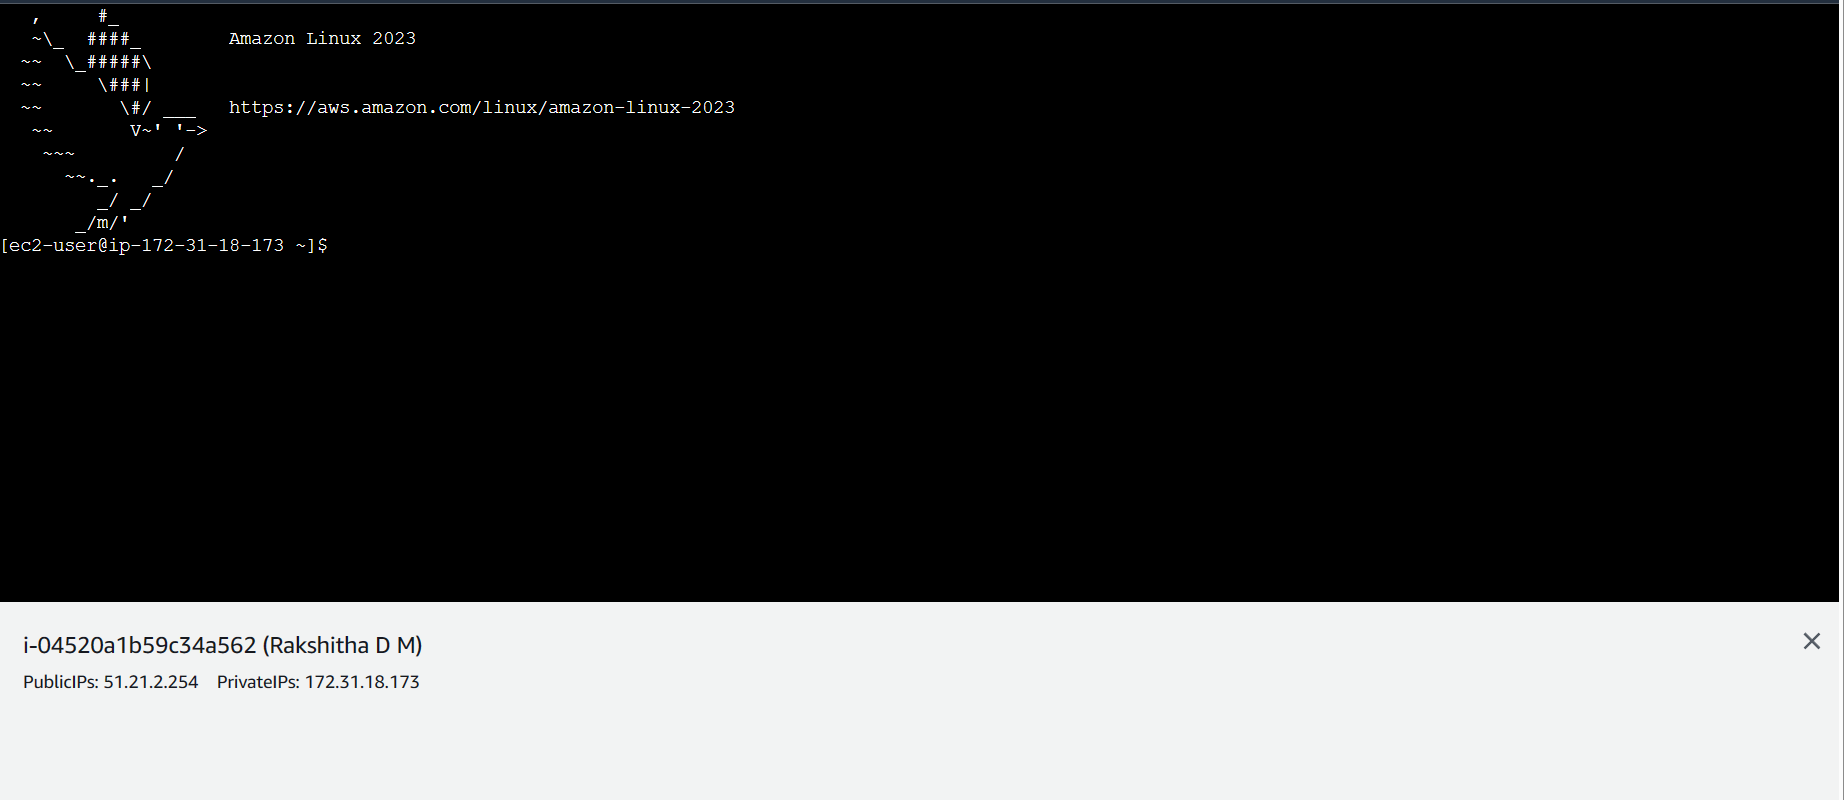 ,     #_
   ~\_  ####_        Amazon Linux 2023
  ~~  \_#####\
  ~~     \###|
  ~~       \#/ ___   https://aws.amazon.com/linux/amazon-linux-2023
   ~~       V~' '->
    ~~~         /
      ~~._.   _/
         _/ _/
       _/m/'
[ec2-user@ip-172-31-18-173 ~]$
i-04520a1b59c34a562 (Rakshitha D M)
PublicIPs: 51.21.2.254 PrivateIPs: 172.31.18.173